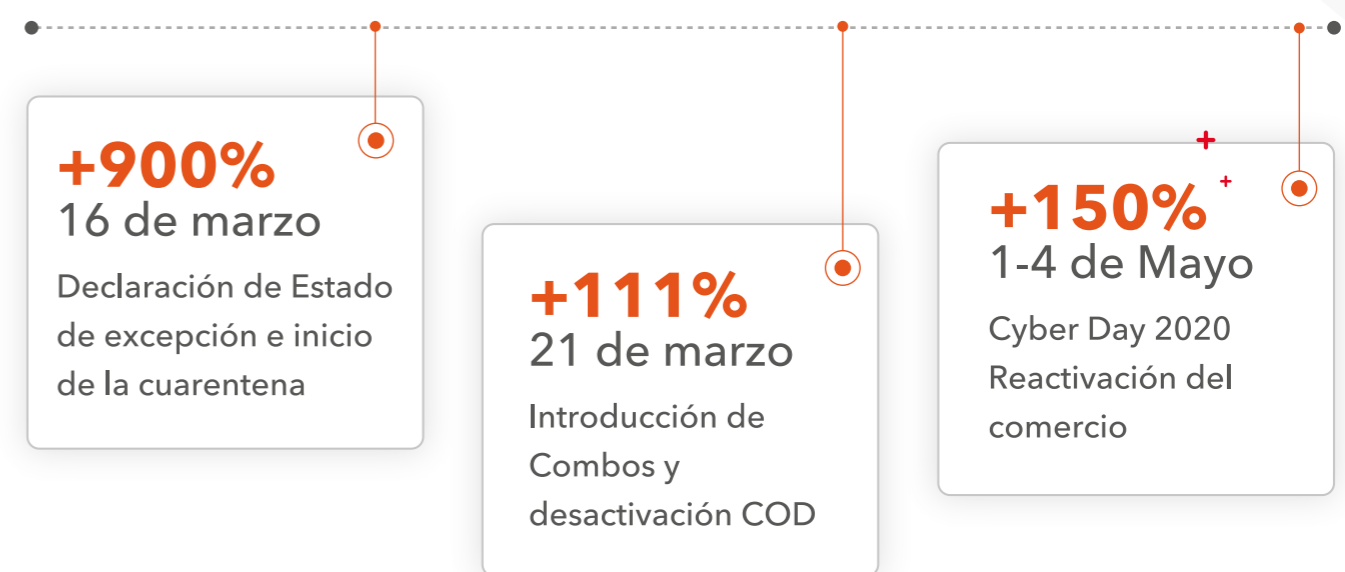 +900%
16 de marzo
Declaración de Estado
de excepción e inicio
de la cuarentena
+111%
21 de marzo
Introducción de
Combos y
desactivación COD
+150%
1-4 de Mayo
Cyber Day 2020
Reactivación del
comercio